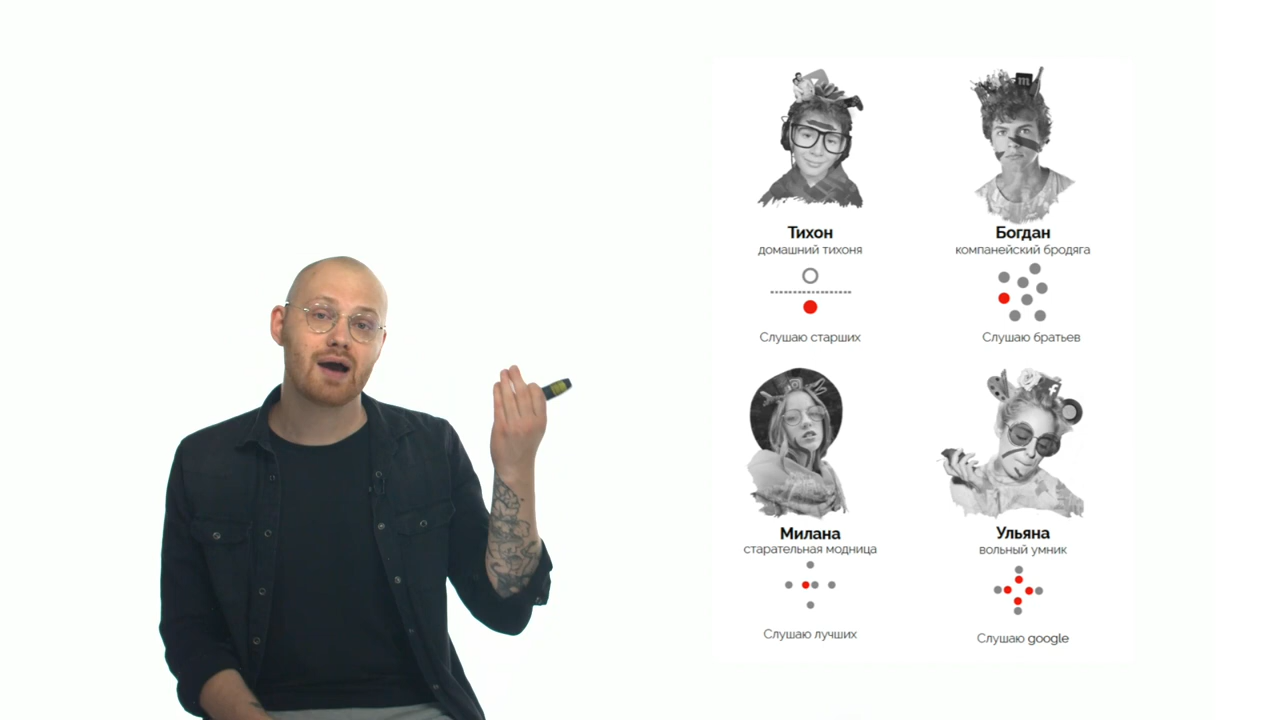 Тихон
домашний тихоня
Слушаю старших
Богдан
компанейский бродяга
Слушаю братьев
Милана
старательная модница
Слушаю лучших
Ульяна
вольный умник
Слушаю google